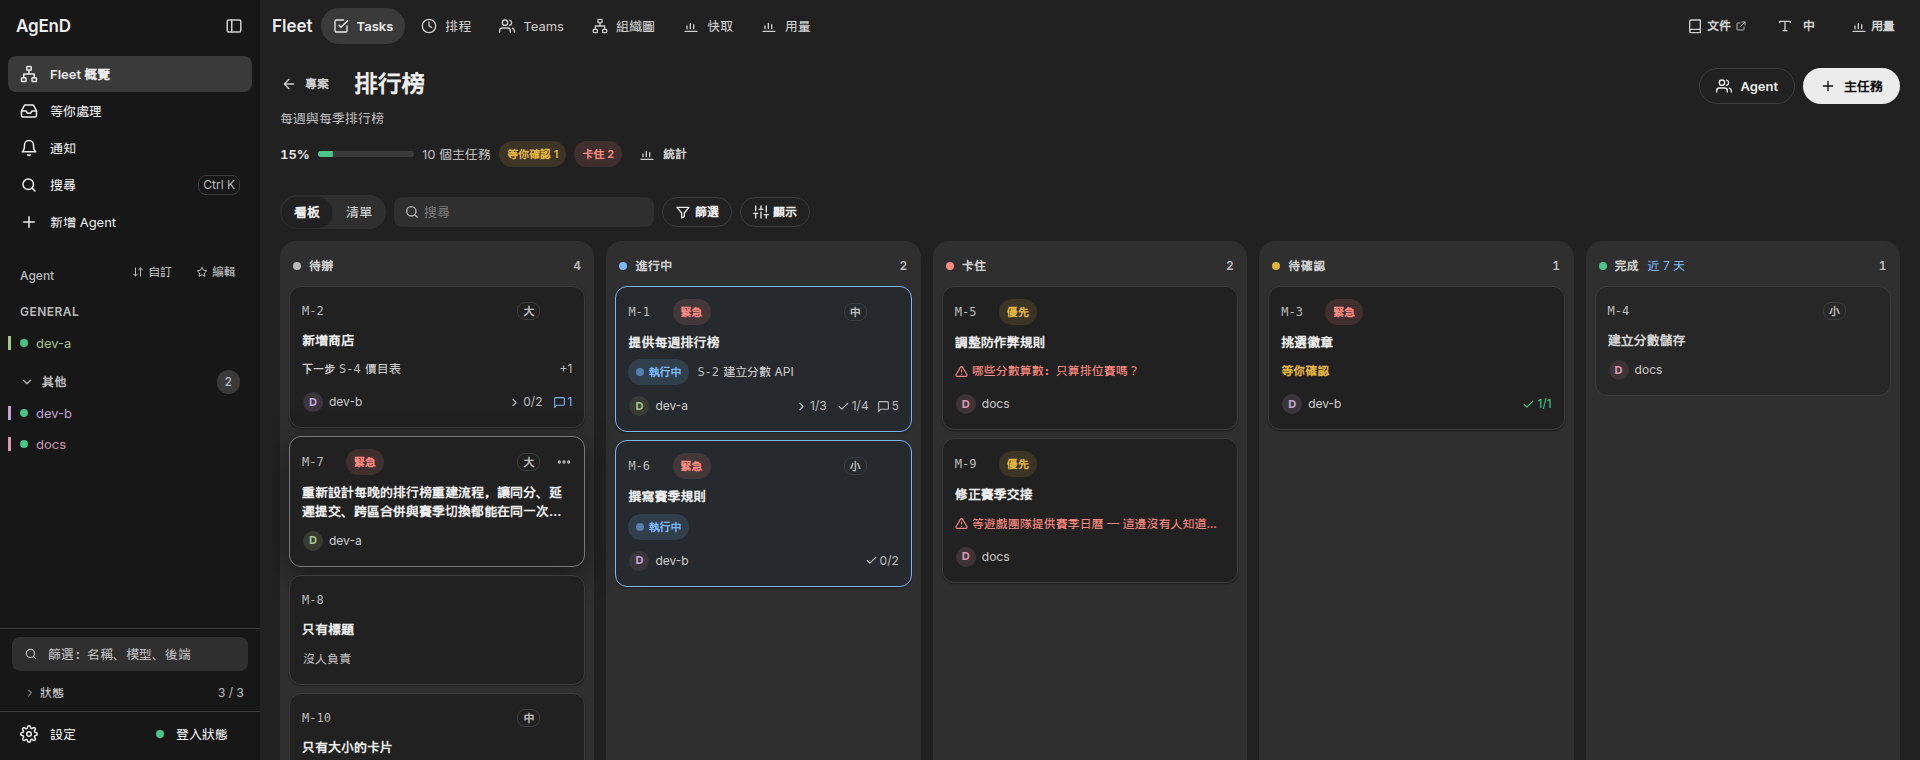 AgEnD
Fleet 概覽
等你處理
通知
搜尋 Ctrl K
新增 Agent
Agent 自訂 編輯
GENERAL
dev-a
其他 2
dev-b
docs
篩選：名稱、模型、後端
狀態 3 / 3
設定 登入狀態
Fleet Tasks 排程 Teams 組織圖 快取 用量
文件 中 用量
專案 排行榜
Agent 主任務
每週與每季排行榜
15% 10 個主任務 等你確認 1 卡住 2 統計
看板 清單 搜尋 篩選 顯示
待辦 4
M-2 大
新增商店
下一步 S-4 價目表 +1
D dev-b 0/2 1
M-7 緊急 大
重新設計每晚的排行榜重建流程，讓同分、延
遲提交、跨區合併與賽季切換都能在同一次...
D dev-a
M-8
只有標題
沒人負責
M-10 中
只有大小的卡片
進行中 2
M-1 緊急 中
提供每週排行榜
執行中 S-2 建立分數 API
D dev-a 1/3 1/4 5
M-6 緊急 小
撰寫賽季規則
執行中
D dev-b 0/2
卡住 2
M-5 優先
調整防作弊規則
哪些分數算數：只算排位賽嗎？
D docs
M-9 優先
修正賽季交接
等遊戲團隊提供賽季日曆 — 這邊沒有人知道...
D docs
待確認 1
M-3 緊急
挑選徽章
等你確認
D dev-b 1/1
完成 近 7 天 1
M-4 小
建立分數儲存
D docs